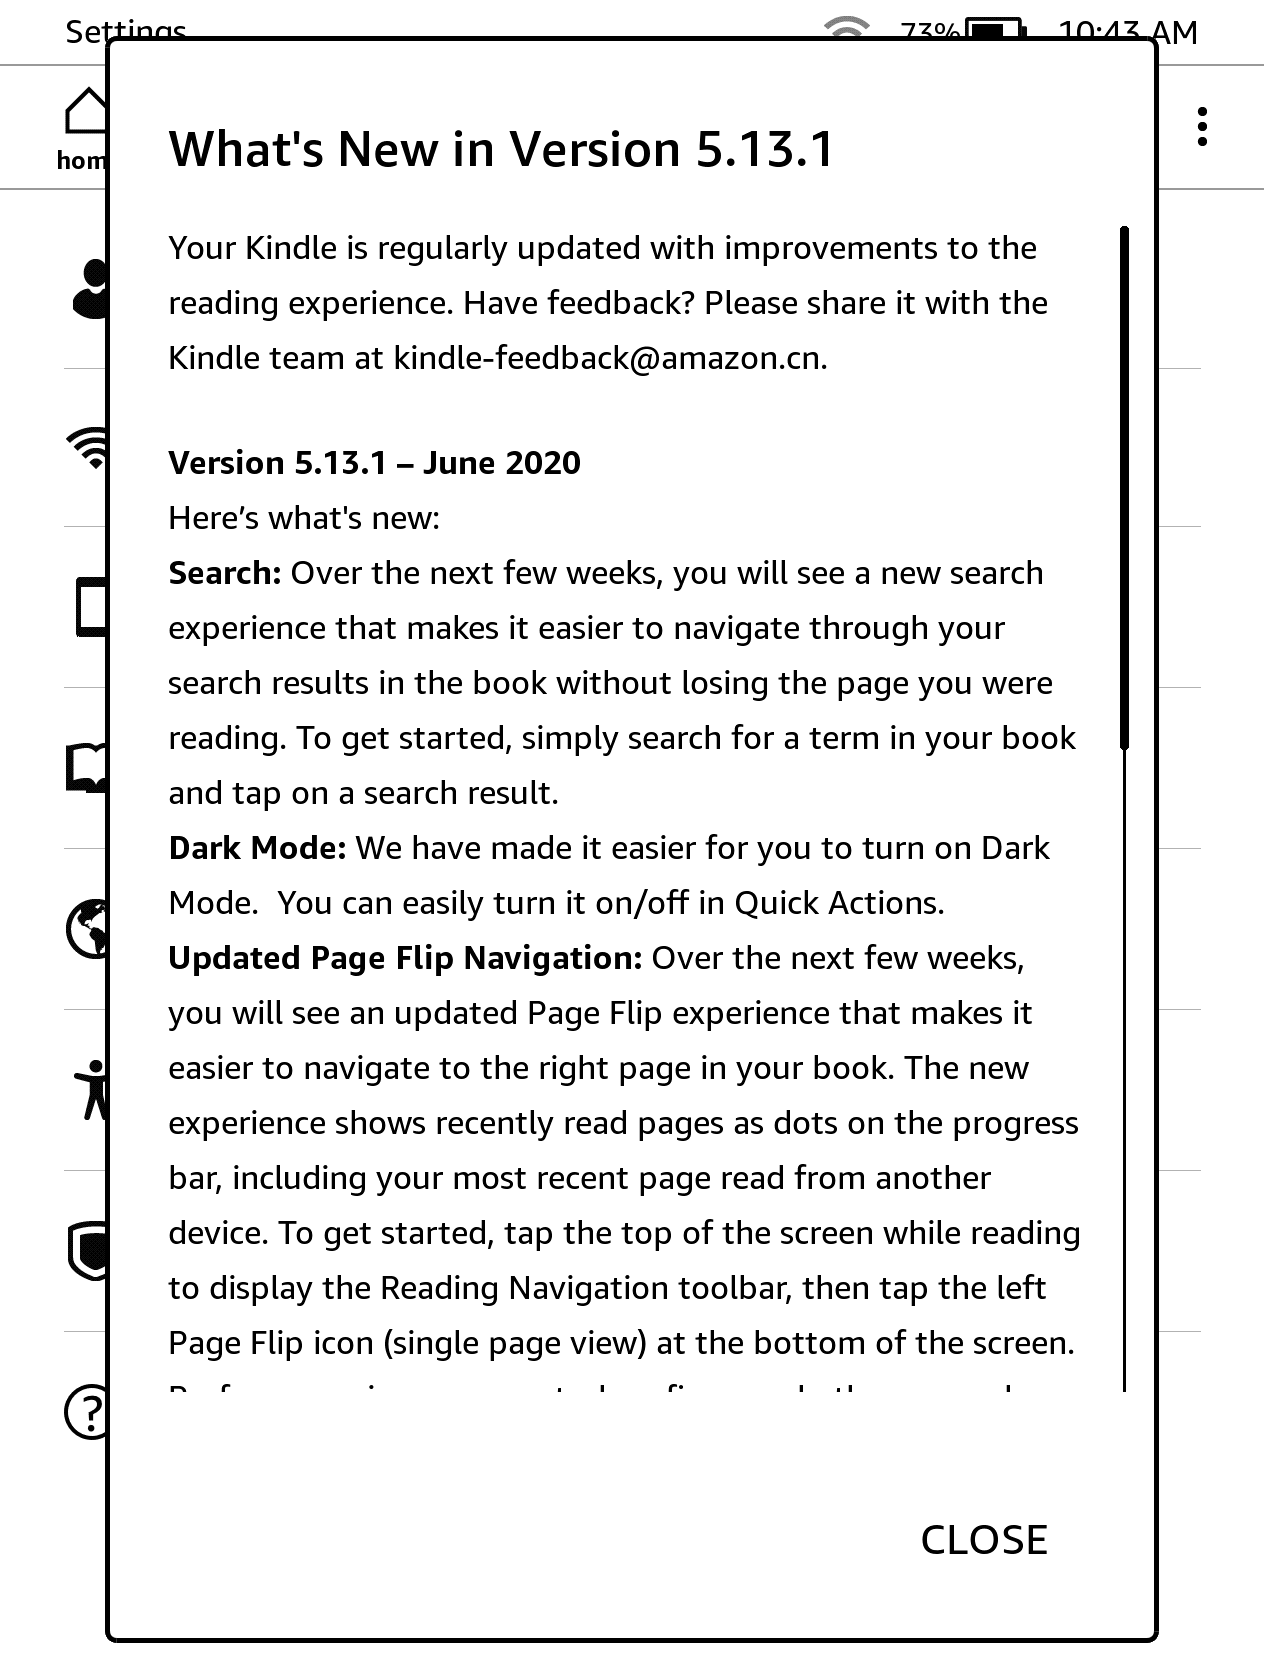 Settings
73%
10:43 AM
hom
What's New in Version 5.13.1
Your Kindle is regularly updated with improvements to the
reading experience. Have feedback? Please share it with the
Kindle team at kindle-feedback@amazon.cn.
Version 5.13.1 – June 2020
Here’s what's new:
Search: Over the next few weeks, you will see a new search
experience that makes it easier to navigate through your
search results in the book without losing the page you were
reading. To get started, simply search for a term in your book
and tap on a search result.
Dark Mode: We have made it easier for you to turn on Dark
Mode.  You can easily turn it on/off in Quick Actions.
Updated Page Flip Navigation: Over the next few weeks,
you will see an updated Page Flip experience that makes it
easier to navigate to the right page in your book. The new
experience shows recently read pages as dots on the progress
bar, including your most recent page read from another
device. To get started, tap the top of the screen while reading
to display the Reading Navigation toolbar, then tap the left
Page Flip icon (single page view) at the bottom of the screen.
?
CLOSE